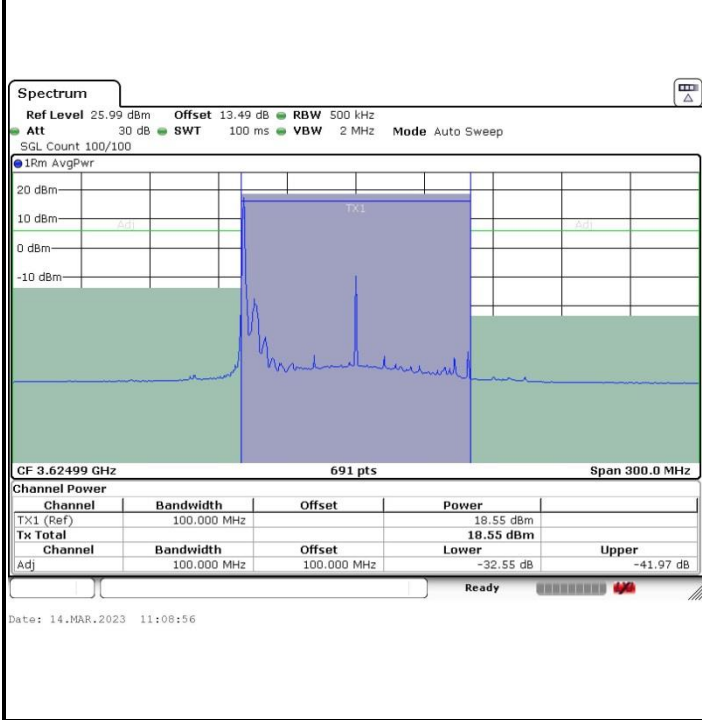 Spectrum
Ref Level 25.99 dBm Offset 13.49 dB RBW 500 kHz
Att 30 dB SWT 100 ms VBW 2 MHz Mode Auto Sweep
SGL Count 100/100
1Rm AvgPwr
20 dBm
TX1
10 dBm
Adj Adj
0 dBm
-10 dBm
CF 3.62499 GHz 691 pts Span 300.0 MHz
Channel Power
Channel Bandwidth Offset Power
TX1 (Ref) 100.000 MHz 18.55 dBm
Tx Total 18.55 dBm
Channel Bandwidth Offset Lower Upper
Adj 100.000 MHz 100.000 MHz -32.55 dB -41.97 dB
Ready
Date: 14.MAR.2023 11:08:56